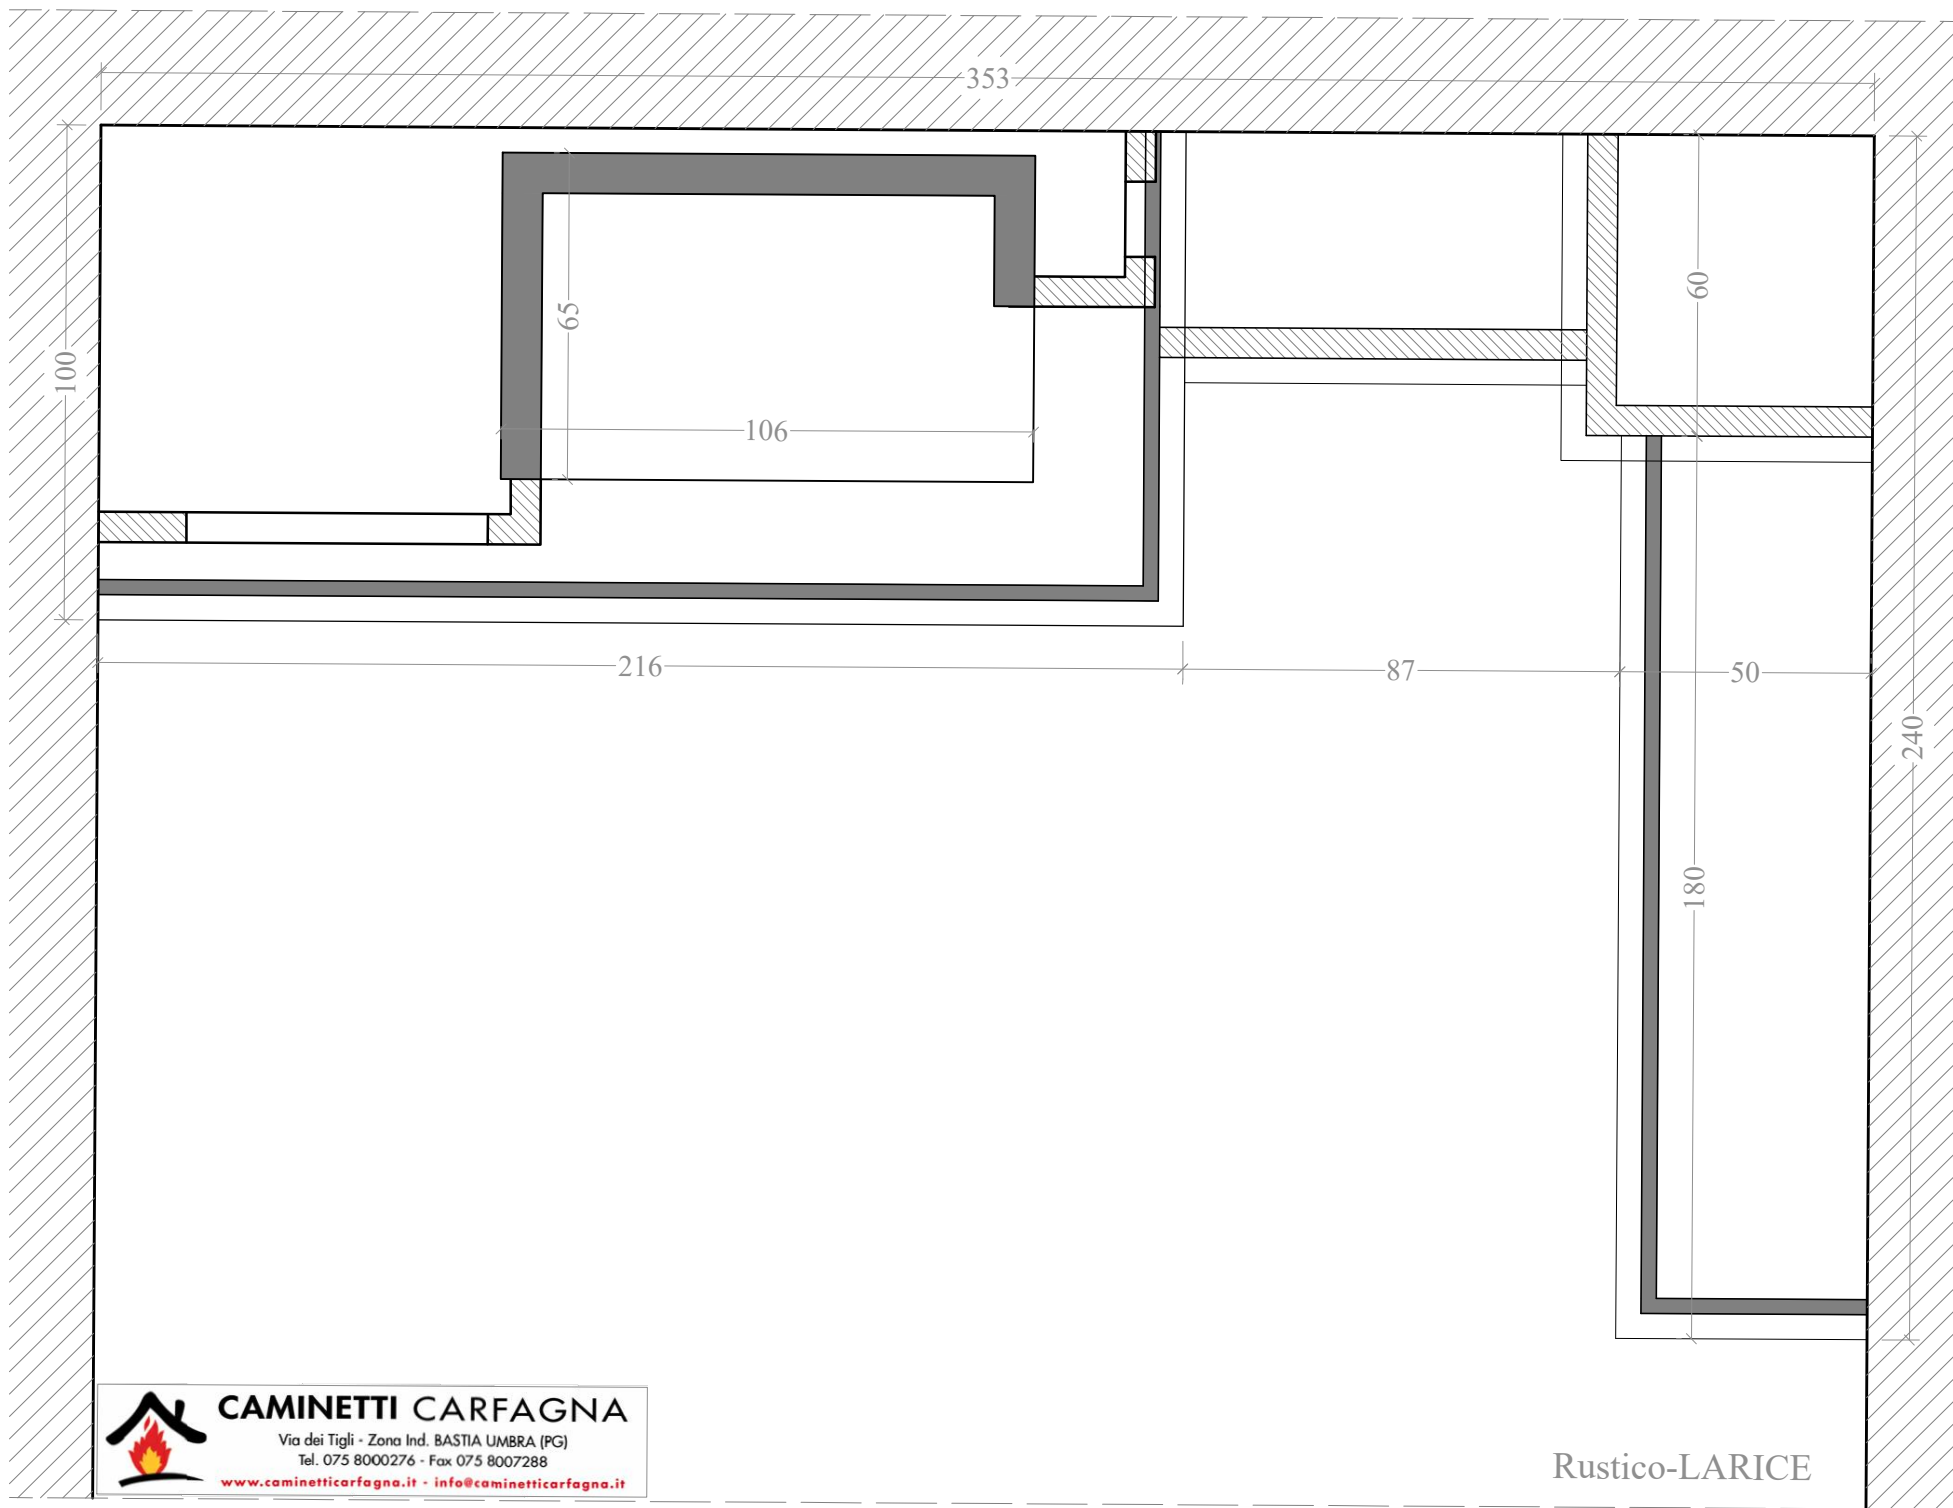 353
100
65
60
106
216
87
50
240
180
CAMINETTI CARFAGNA
Via dei Tigli - Zona Ind. BASTIA UMBRA (PG)
Tel. 075 8000276 - Fax 075 8007288
www.caminetticarfagna.it - info@caminetticarfagna.it
Rustico-LARICE